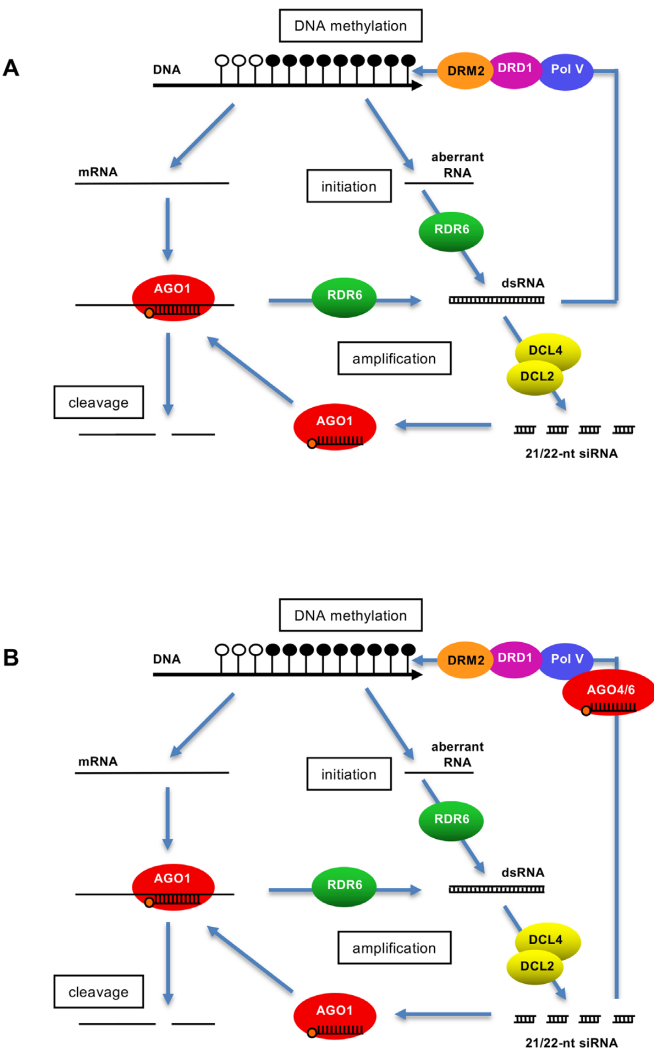 DNA methylation
A
DNA
DRM2
DRD1
Pol V
mRNA
initiation
aberrant
RNA
RDR6
AGO1
RDR6
dsRNA
amplification
DCL4
DCL2
cleavage
AGO1
21/22-nt siRNA
DNA methylation
B
DNA
DRM2
DRD1
Pol V
AGO4/6
mRNA
initiation
aberrant
RNA
RDR6
AGO1
RDR6
dsRNA
amplification
DCL4
DCL2
cleavage
AGO1
21/22-nt siRNA